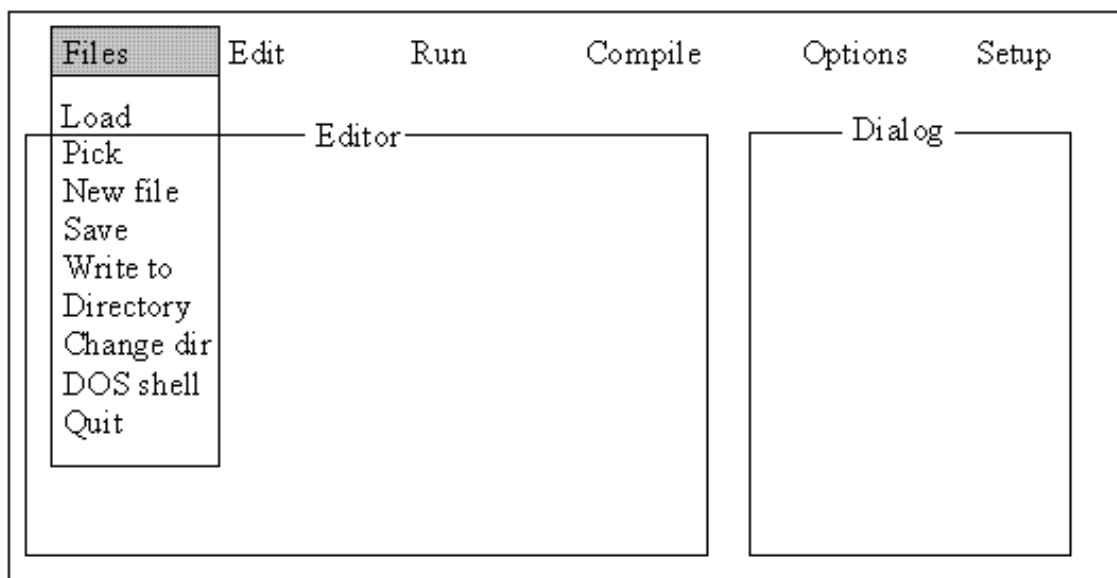 Files Edit Run Compile Options Setup
Load
Editor Dialog
Pick
New file
Save
Write to
Directory
Change dir
DOS shell
Quit